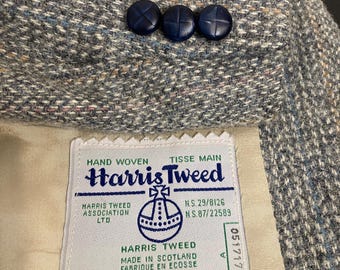 HAND WOVEN TISSE MAIN
Harris Tweed
HARRIS TWEED
ASSOCIATION
LTD
N.S. 29/8126
N.S. 87/22589
HARRIS TWEED
MADE IN SCOTLAND
FABRIQUE EN ECOSSE
A